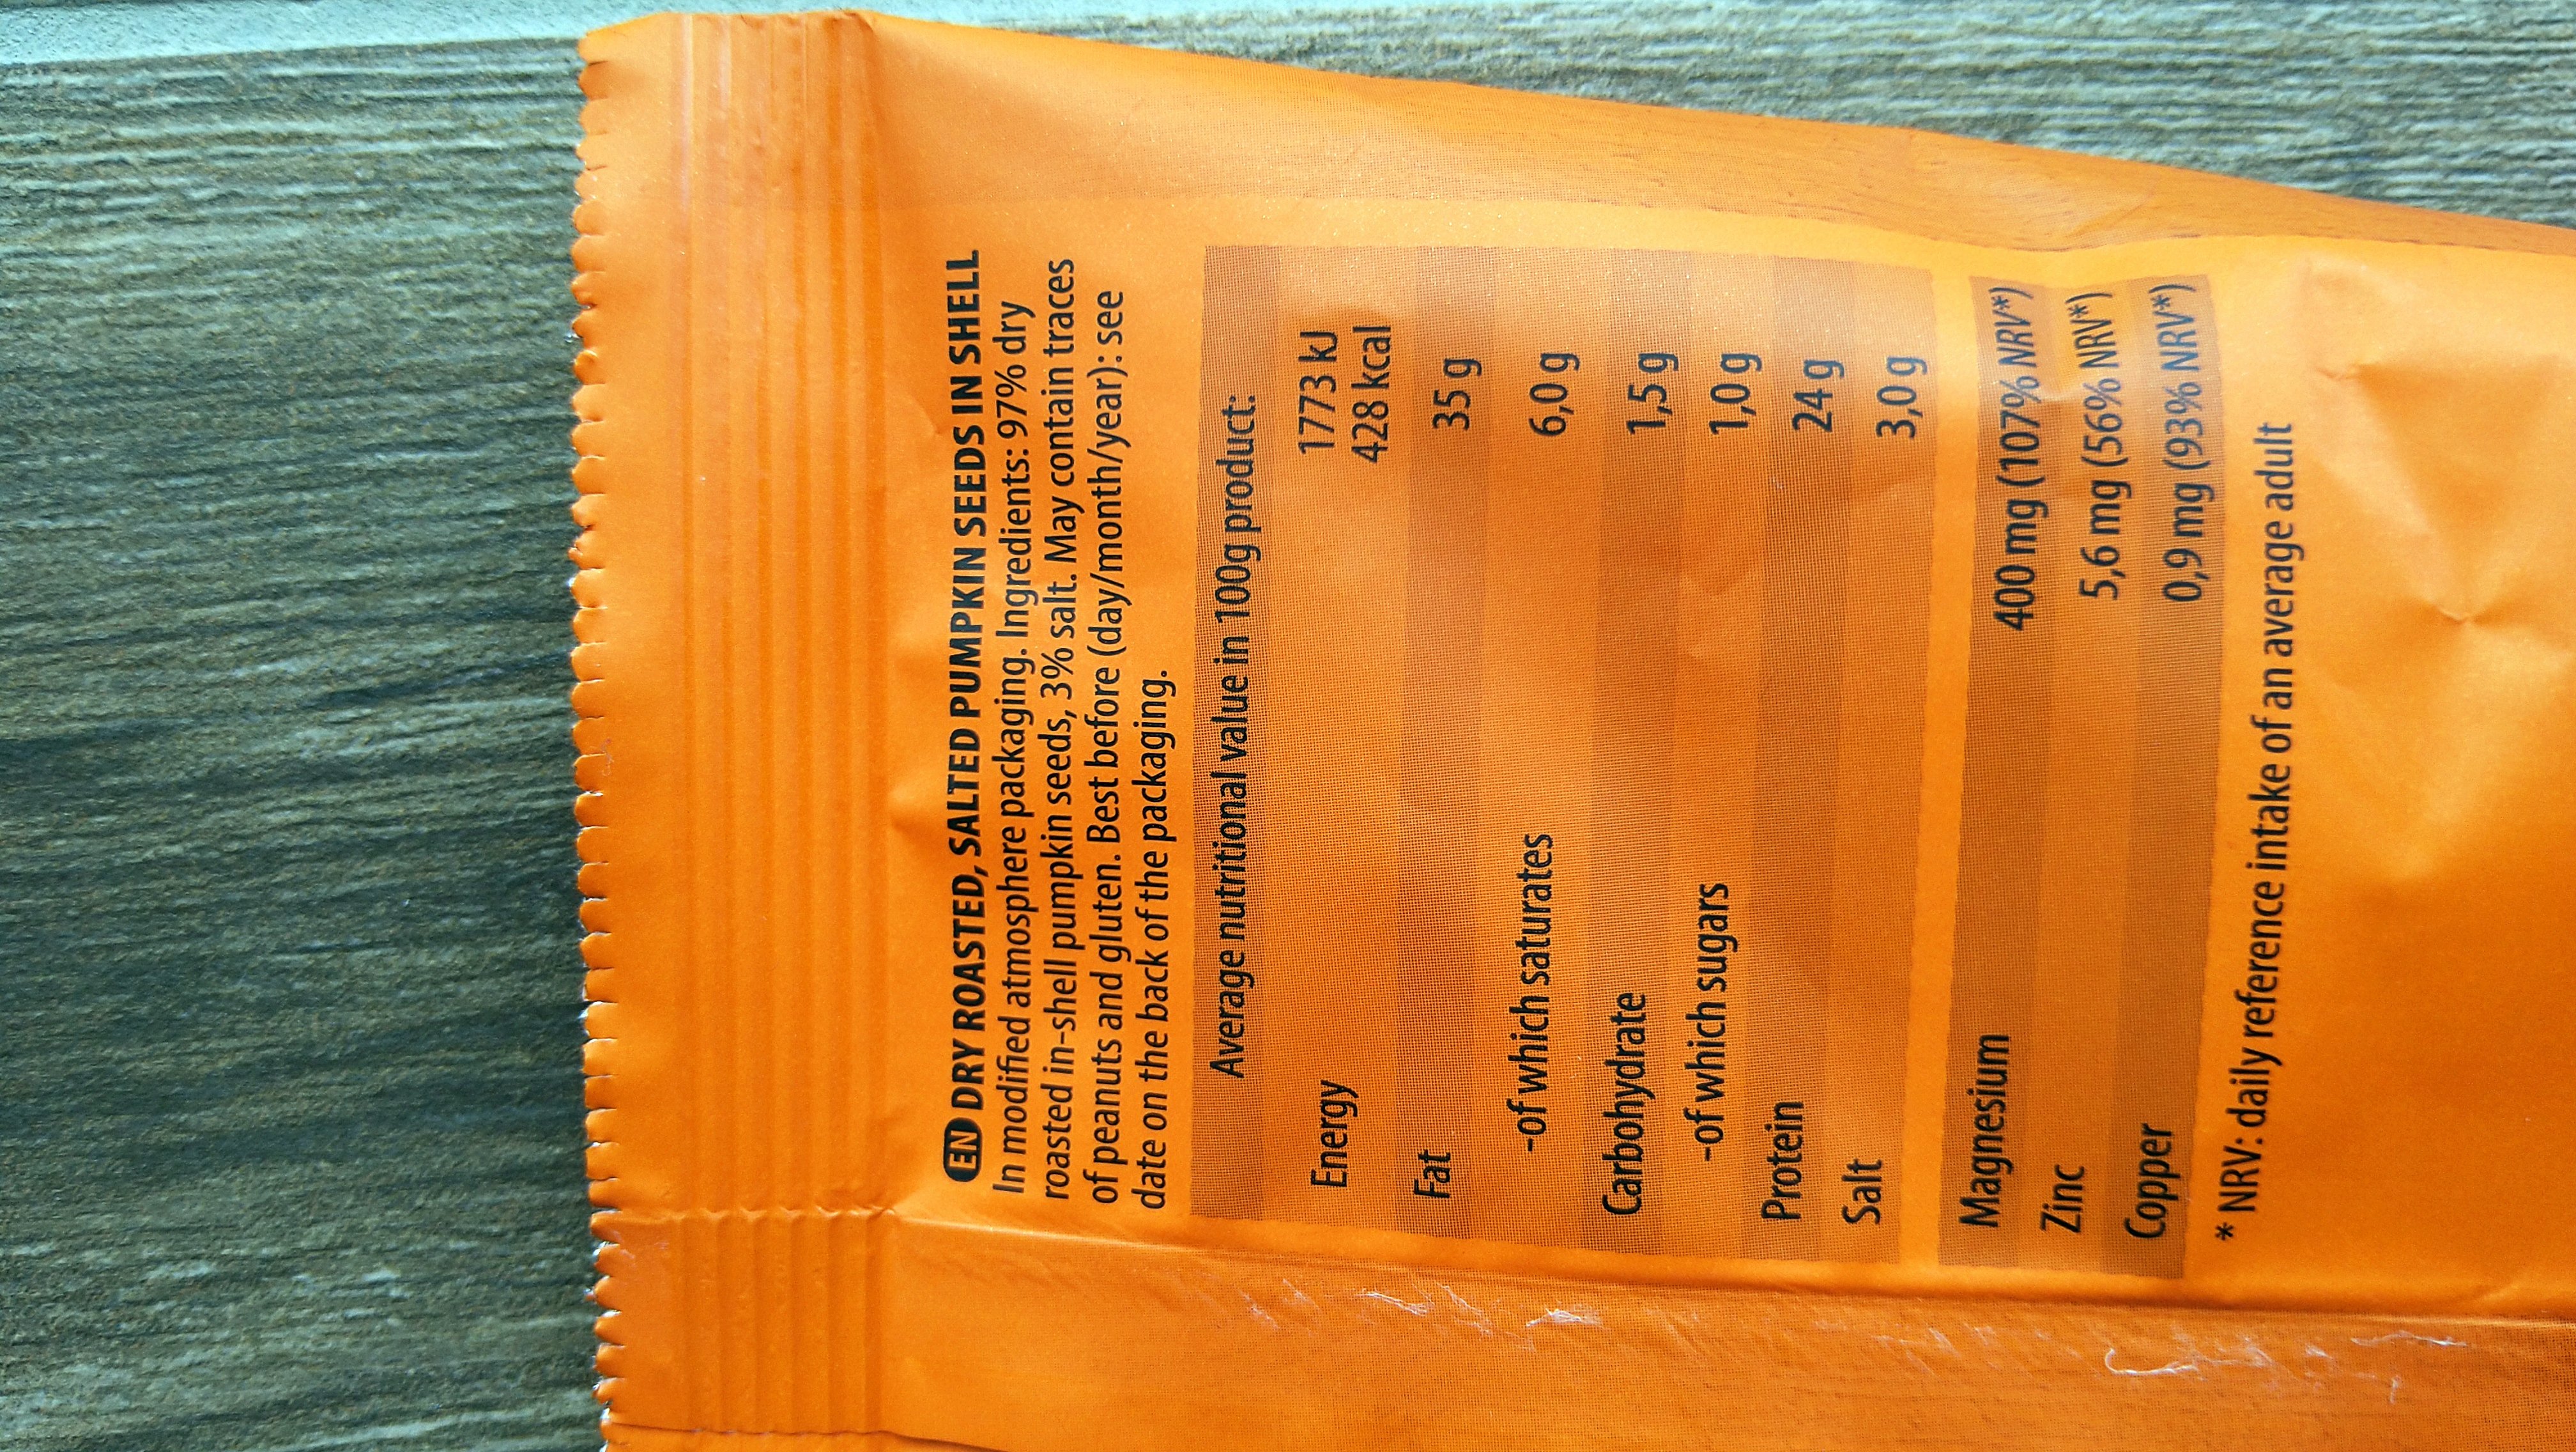 EN DRY ROASTED, SALTED PUMPKIN SEEDS IN SHELL
In modified atmosphere packaging. Ingredients: 97% dry
roasted in-shell pumpkin seeds, 3% salt. May contain traces
of peanuts and gluten. Best before (day/month/year): see
date on the back of the packaging.
Average nutritional value in 100g product:
Energy 1773 kJ
428 kcal
Fat 35 g
-of which saturates 6,0 g
Carbohydrate 1,5 g
-of which sugars 1,0 g
Protein 24 g
Salt 3,0 g
Magnesium 400 mg (107% NRV*)
Zinc 5,6 mg (56% NRV*)
Copper 0,9 mg (93% NRV*)
* NRV: daily reference intake of an average adult